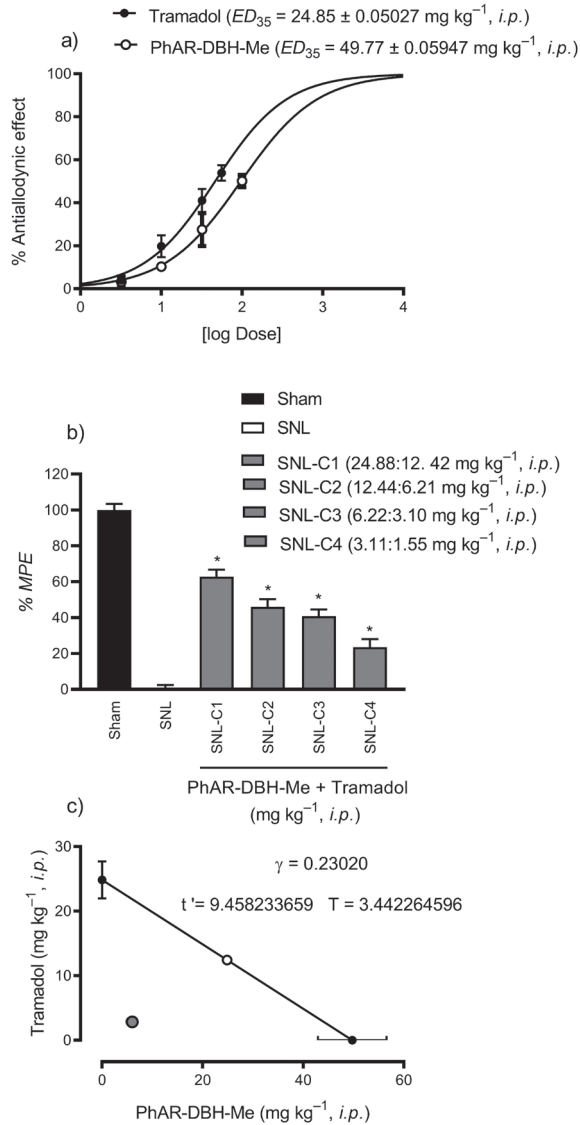 Tramadol (ED35 = 24.85 ± 0.05027 mg kg⁻¹, i.p.)
a)
PhAR-DBH-Me (ED35 = 49.77 ± 0.05947 mg kg⁻¹, i.p.)
100
80
60
40
20
0
% Antiallodynic effect
0 1 2 3 4
[log Dose]
Sham
b)
SNL
SNL-C1 (24.88:12. 42 mg kg⁻¹, i.p.)
SNL-C2 (12.44:6.21 mg kg⁻¹, i.p.)
SNL-C3 (6.22:3.10 mg kg⁻¹, i.p.)
SNL-C4 (3.11:1.55 mg kg⁻¹, i.p.)
120
100
80
60
40
20
0
% MPE
* * * *
Sham
SNL
SNL-C1
SNL-C2
SNL-C3
SNL-C4
PhAR-DBH-Me + Tramadol
(mg kg⁻¹, i.p.)
c)
30
20
10
0
Tramadol (mg kg⁻¹, i.p.)
γ = 0.23020
t'= 9.458233659 T = 3.442264596
0 20 40 60
PhAR-DBH-Me (mg kg⁻¹, i.p.)